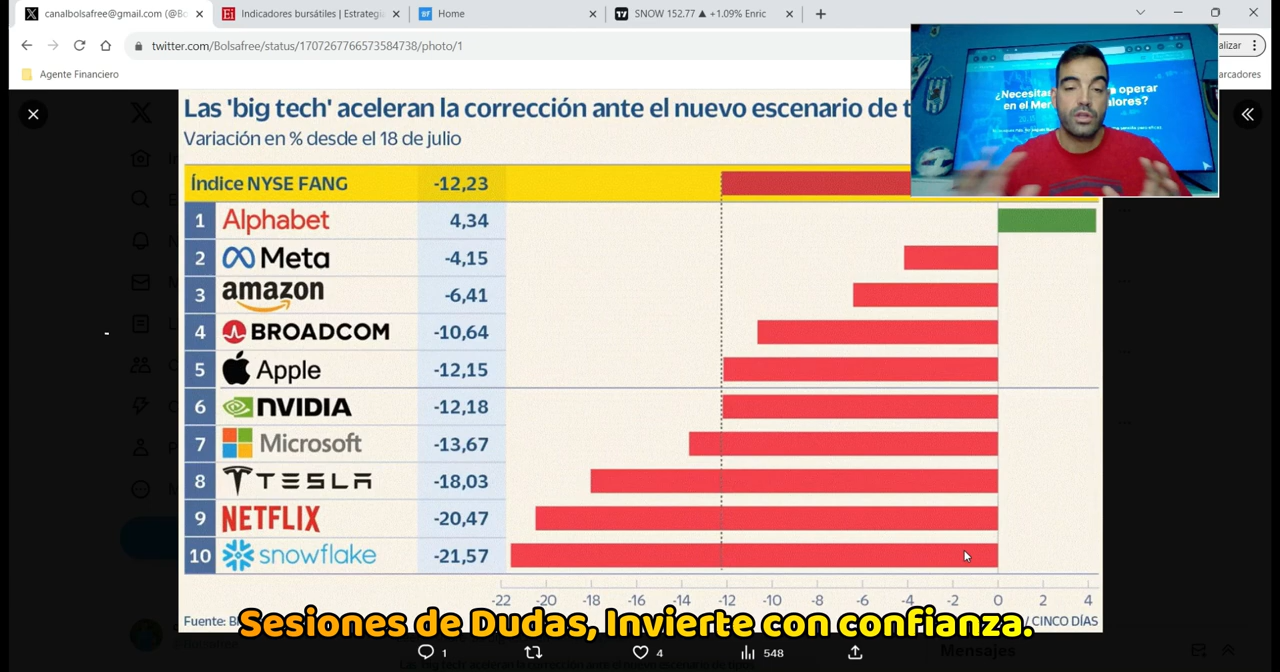 canalbolsafree@gmail.com (@Bo
Indicadores bursátiles | Estrategi
Home
SNOW 152.77 ▲ +1.09% Enric
twitter.com/Bolsafree/status/1707267766573584738/photo/1
alizar
Agente Financiero
arcadores
¿Necesitas
operar
en el Mer
alores?
Las 'big tech' aceleran la corrección ante el nuevo escenario de t
Variación en % desde el 18 de julio
Índice NYSE FANG -12,23
1 Alphabet 4,34
2 Meta -4,15
3 amazon -6,41
4 BROADCOM -10,64
5 Apple -12,15
6 NVIDIA -12,18
7 Microsoft -13,67
8 TESLA -18,03
9 NETFLIX -20,47
10 snowflake -21,57
-22 -20 -18 -16 -14 -12 -10 -8 -6 -4 -2 0 2 4
Fuente: Bl
/ CINCO DÍAS
Sesiones de Dudas, Invierte con confianza.
1 4 548
Mensajes